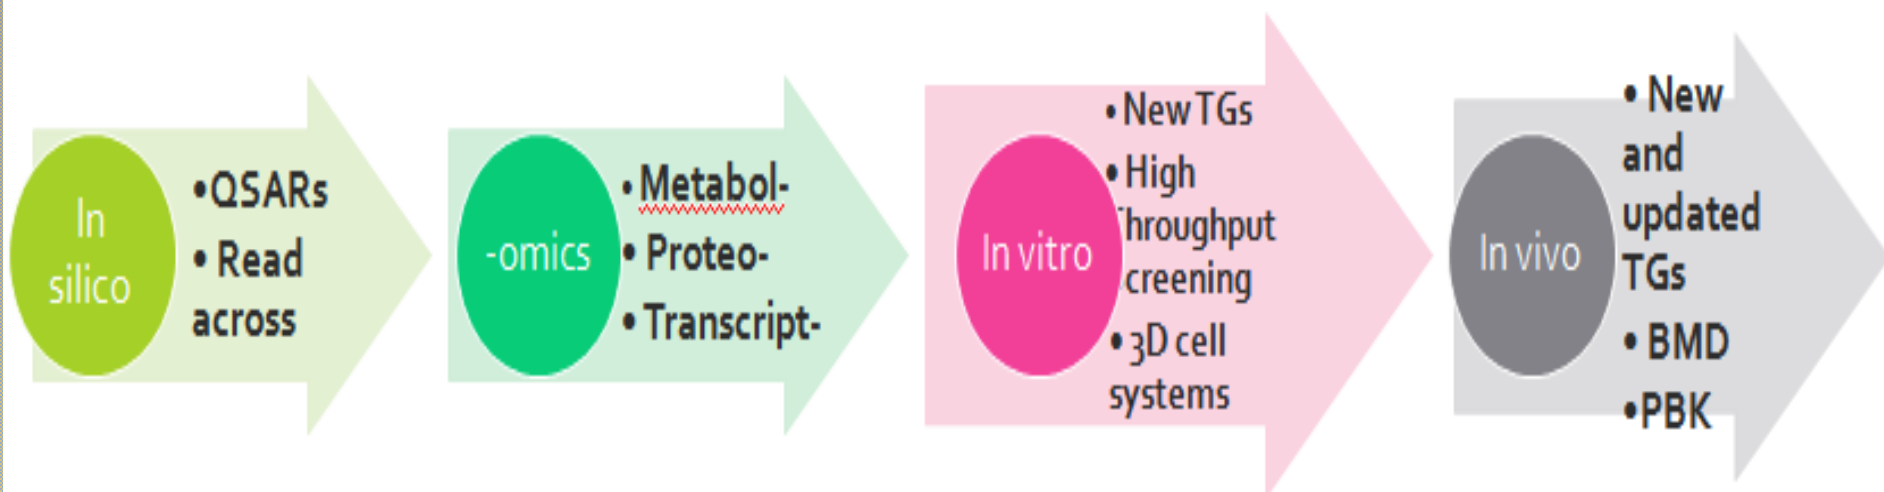 In
silico
•QSARs
• Read
across
-omics
• Metabol-
• Proteo-
• Transcript-
In vitro
• New TGs
• High
hroughput
creening
• 3D cell
systems
In vivo
• New
and
updated
TGs
• BMD
•PBK